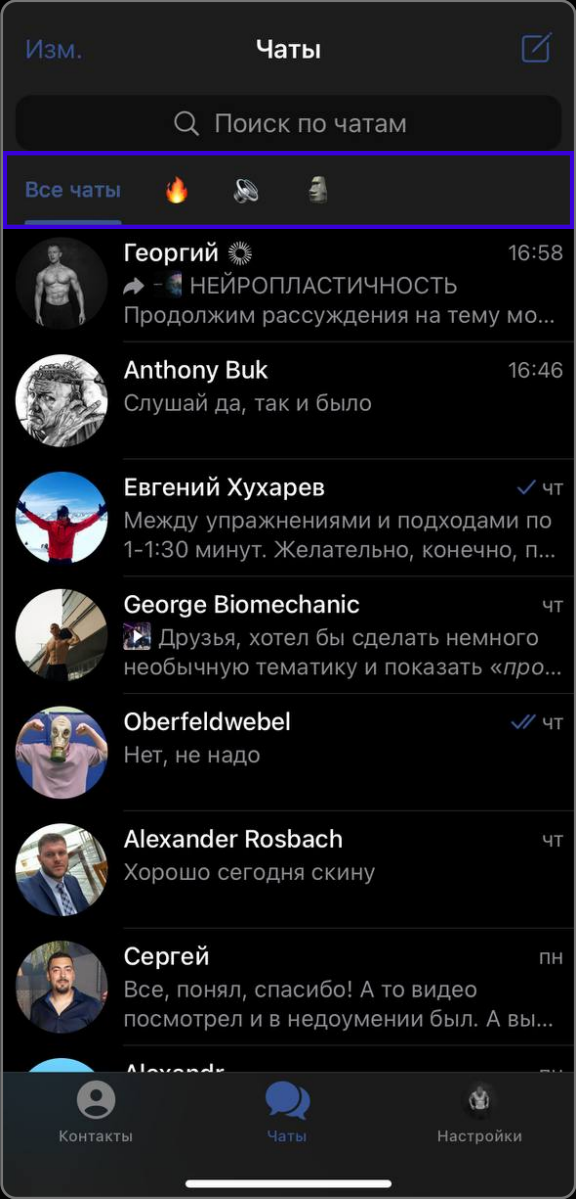 Изм.
Чаты
Поиск по чатам
Все чаты
Георгий
16:58
НЕЙРОПЛАСТИЧНОСТЬ
Продолжим рассуждения на тему мо...
Anthony Buk
16:46
Слушай да, так и было
Евгений Хухарев
чт
Между упражнениями и подходами по
1-1:30 минут. Желательно, конечно, п...
George Biomechanic
чт
Друзья, хотел бы сделать немного
необычную тематику и показать «про...
Oberfeldwebel
чт
Нет, не надо
Alexander Rosbach
чт
Хорошо сегодня скину
Сергей
пн
Все, понял, спасибо! А то видео
посмотрел и в недоумении был. А вы...
Alexandr
пн
Контакты
Чаты
Настройки